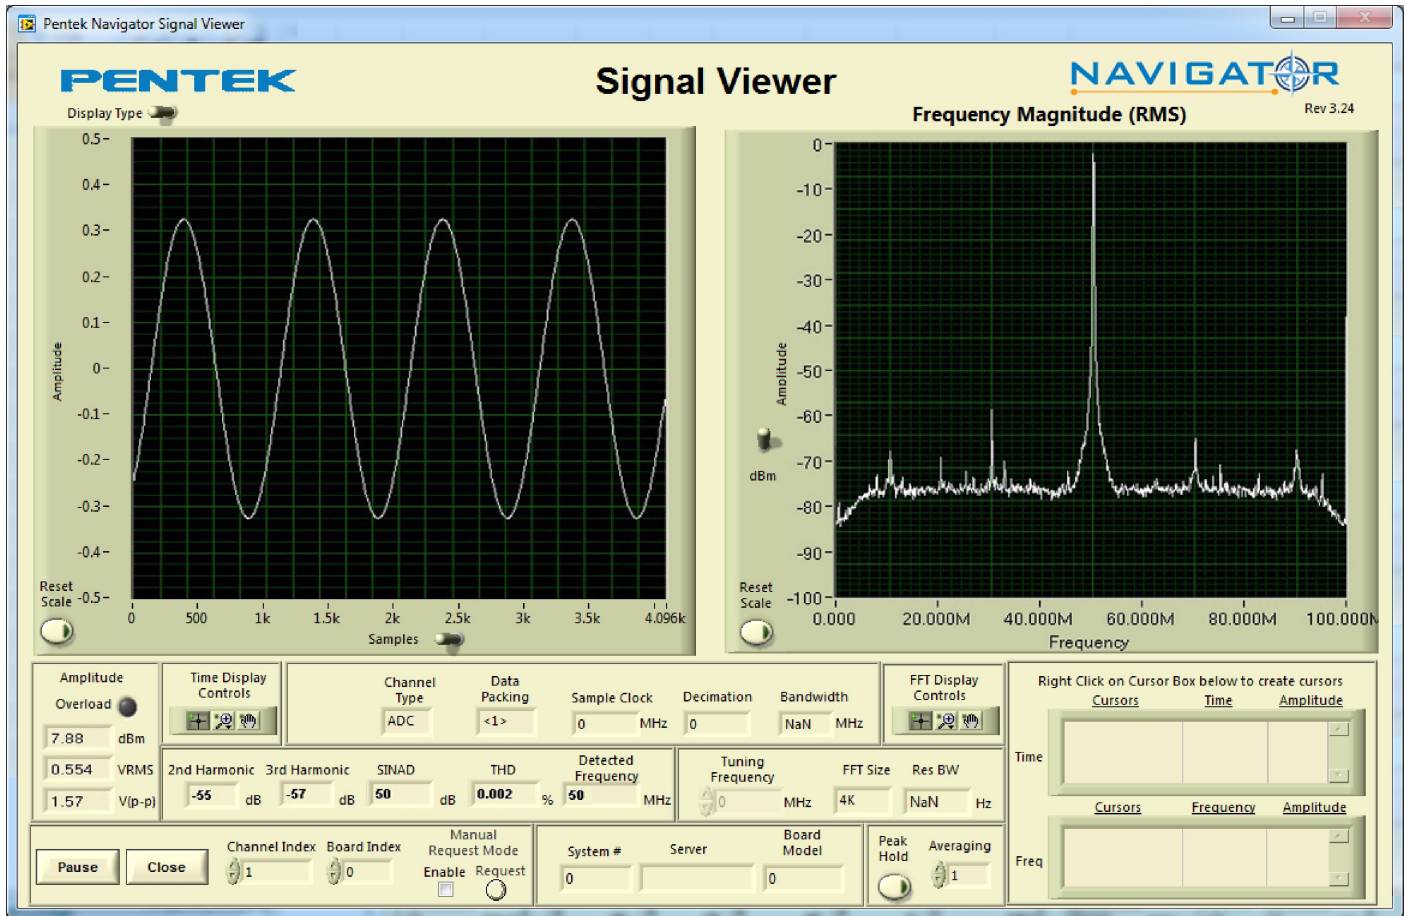 Pentek Navigator Signal Viewer
PENTEK
Signal Viewer
NAVIGATOR
Rev 3.24
Display Type
Frequency Magnitude (RMS)
0.5
0.4
0.3
0.2
0.1
0
-0.1
-0.2
-0.3
-0.4
-0.5
Amplitude
Reset
Scale
0 500 1k 1.5k 2k 2.5k 3k 3.5k 4.096k
Samples
0
-10
-20
-30
-40
-50
-60
-70
-80
-90
-100
Amplitude
dBm
Reset
Scale
0.000 20.000M 40.000M 60.000M 80.000M 100.000M
Frequency
Amplitude
Overload
7.88 dBm
0.554 VRMS
1.57 V(p-p)
Time Display
Controls
Channel
Type
ADC
Data
Packing
<1>
Sample Clock
0 MHz
Decimation
0
Bandwidth
NaN MHz
FFT Display
Controls
2nd Harmonic
-55 dB
3rd Harmonic
-57 dB
SINAD
50 dB
THD
0.002 %
Detected
Frequency
50 MHz
Tuning
Frequency
0 MHz
FFT Size
4K
Res BW
NaN Hz
Right Click on Cursor Box below to create cursors
Cursors Time Amplitude
Time
Cursors Frequency Amplitude
Freq
Pause
Close
Channel Index
1
Board Index
0
Manual
Request Mode
Enable Request
System #
0
Server
Board
Model
0
Peak
Hold
Averaging
1